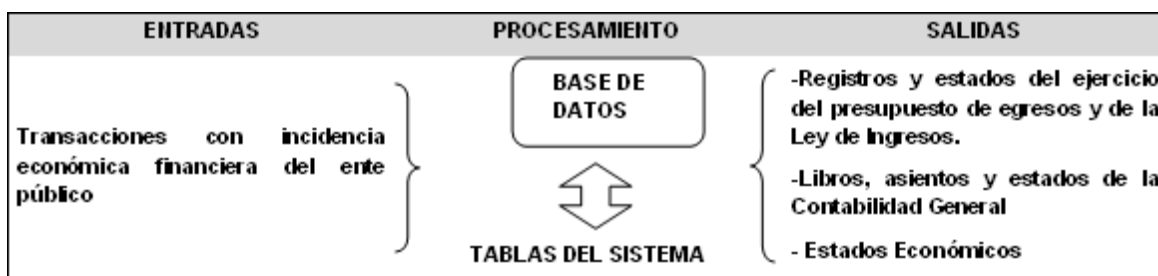 ENTRADAS
PROCESAMIENTO
SALIDAS
Transacciones con incidencia
económica financiera del ente
público
BASE DE
DATOS
TABLAS DEL SISTEMA
-Registros y estados del ejercicio
del presupuesto de egresos y de la
Ley de Ingresos.
-Libros, asientos y estados de la
Contabilidad General
- Estados Económicos